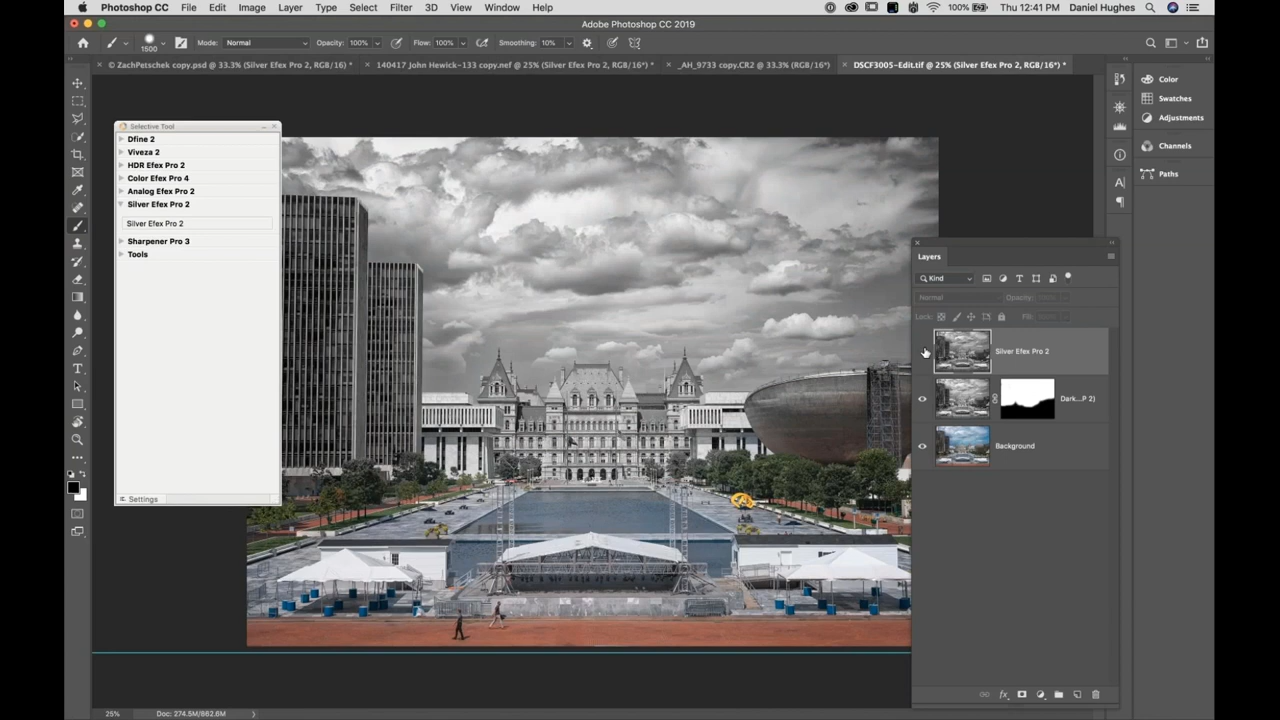 Photoshop CC File Edit Image Layer Type Select Filter 3D View Window Help 100% Thu 12:41 PM Daniel Hughes
Adobe Photoshop CC 2019
1500 Mode: Normal Opacity: 100% Flow: 100% Smoothing: 10%
© ZachPetschek copy.psd @ 33.3% (Silver Efex Pro 2, RGB/16) * 140417 John Hewick-133 copy.nef @ 25% (Silver Efex Pro 2, RGB/16*) * _AH_9733 copy.CR2 @ 33.3% (RGB/16*) DSCF3005-Edit.tif @ 25% (Silver Efex Pro 2, RGB/16*) *
Selective Tool
Dfine 2
Viveza 2
HDR Efex Pro 2
Color Efex Pro 4
Analog Efex Pro 2
Silver Efex Pro 2
Silver Efex Pro 2
Sharpener Pro 3
Tools
Settings
Color
Swatches
Adjustments
Channels
Paths
Layers
Kind
Normal Opacity: 100%
Lock: Fill: 100%
Silver Efex Pro 2
Dark...P 2)
Background
25% Doc: 274.5M/862.6M